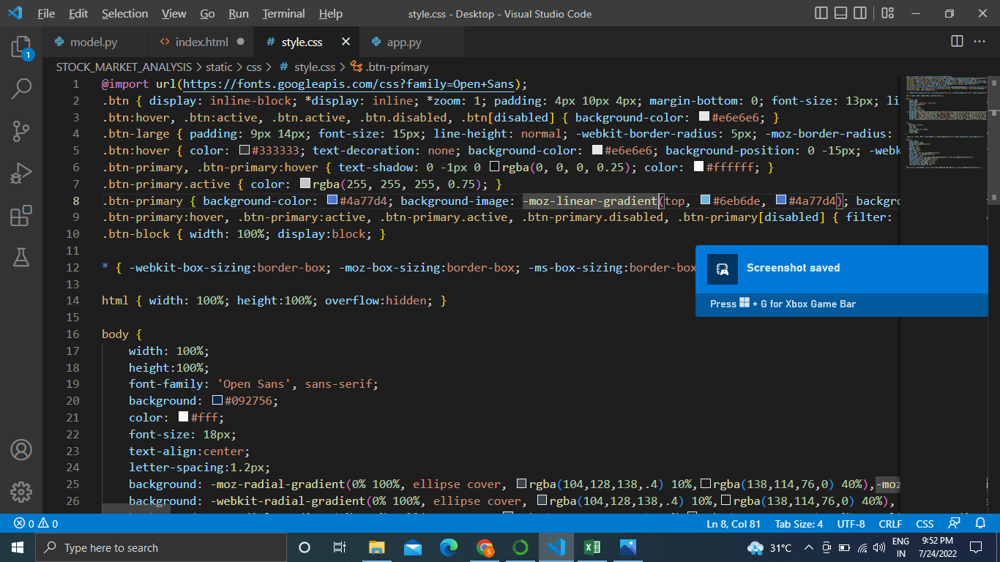 File Edit Selection View Go Run Terminal Help style.css - Desktop - Visual Studio Code
model.py index.html style.css app.py
1
STOCK_MARKET_ANALYSIS > static > css > # style.css > .btn-primary
1 @import url(https://fonts.googleapis.com/css?family=Open+Sans);
2 .btn { display: inline-block; *display: inline; *zoom: 1; padding: 4px 10px 4px; margin-bottom: 0; font-size: 13px; li
3 .btn:hover, .btn:active, .btn.active, .btn.disabled, .btn[disabled] { background-color: #e6e6e6; }
4 .btn-large { padding: 9px 14px; font-size: 15px; line-height: normal; -webkit-border-radius: 5px; -moz-border-radius:
5 .btn:hover { color: #333333; text-decoration: none; background-color: #e6e6e6; background-position: 0 -15px; -webk
6 .btn-primary, .btn-primary:hover { text-shadow: 0 -1px 0 rgba(0, 0, 0, 0.25); color: #ffffff; }
7 .btn-primary.active { color: rgba(255, 255, 255, 0.75); }
8 .btn-primary { background-color: #4a77d4; background-image: -moz-linear-gradient(top, #6eb6de, #4a77d4); backgr
9 .btn-primary:hover, .btn-primary:active, .btn-primary.active, .btn-primary.disabled, .btn-primary[disabled] { filter:
10 .btn-block { width: 100%; display:block; }
11
12 * { -webkit-box-sizing:border-box; -moz-box-sizing:border-box; -ms-box-sizing:border-box
13
14 html { width: 100%; height:100%; overflow:hidden; }
15
16 body {
17 width: 100%;
18 height:100%;
19 font-family: 'Open Sans', sans-serif;
20 background: #092756;
21 color: #fff;
22 font-size: 18px;
23 text-align:center;
24 letter-spacing:1.2px;
25 background: -moz-radial-gradient(0% 100%, ellipse cover, rgba(104,128,138,.4) 10%,rgba(138,114,76,0) 40%),-moz
26 background: -webkit-radial-gradient(0% 100%, ellipse cover, rgba(104,128,138,.4) 10%,rgba(138,114,76,0) 40%),
Screenshot saved
Press + G for Xbox Game Bar
0 0 Ln 8, Col 81 Tab Size: 4 UTF-8 CRLF CSS
Type here to search 31°C ENG 9:52 PM
IN 7/24/2022